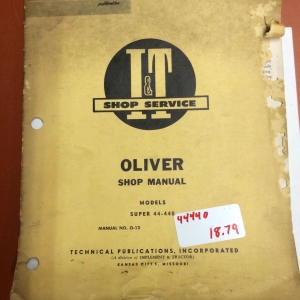 I&T
SHOP SERVICE
OLIVER
SHOP MANUAL
MODELS
SUPER 44-440
MANUAL NO. O-12
44440
18.79
TECHNICAL PUBLICATIONS, INCORPORATED
(A division of IMPLEMENT & TRACTOR)
KANSAS CITY 5, MISSOURI